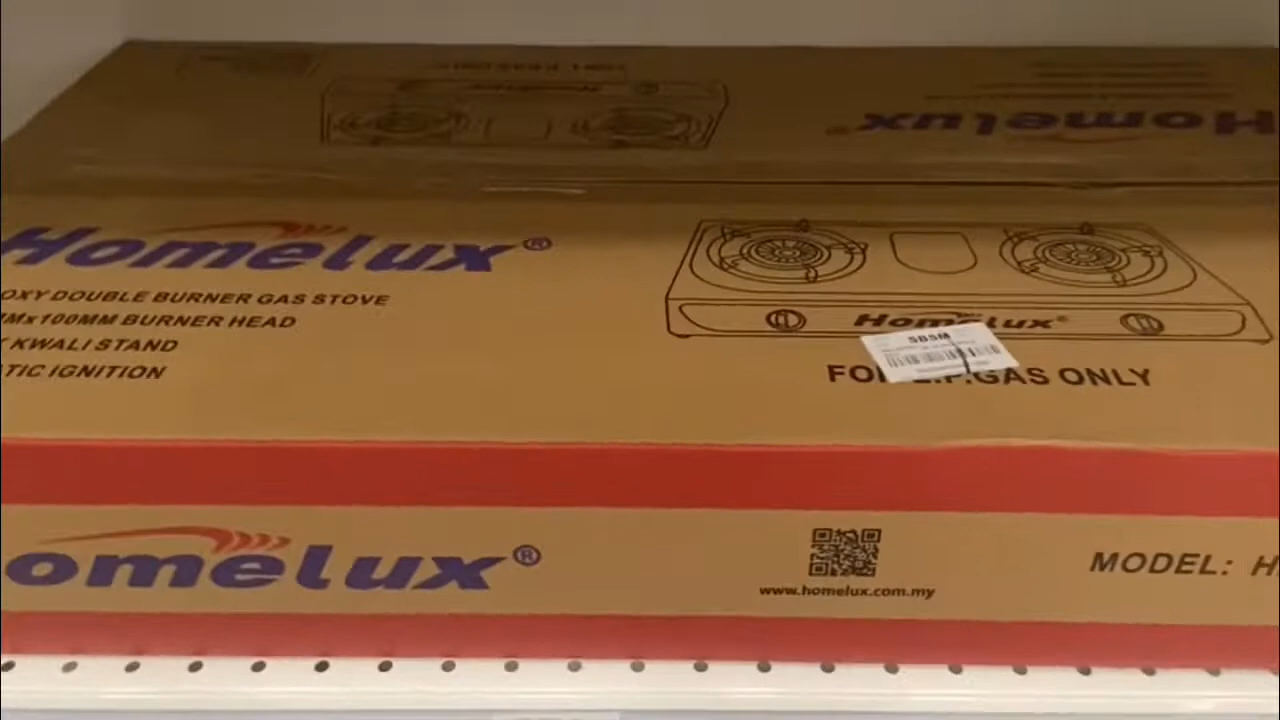 Homelux®
OXY DOUBLE BURNER GAS STOVE
MMx100MM BURNER HEAD
KWALI STAND
TIC IGNITION
Homelux®
SB5M
FOR L.P.GAS ONLY
omelux®
www.homelux.com.my
MODEL: H
Homelux®